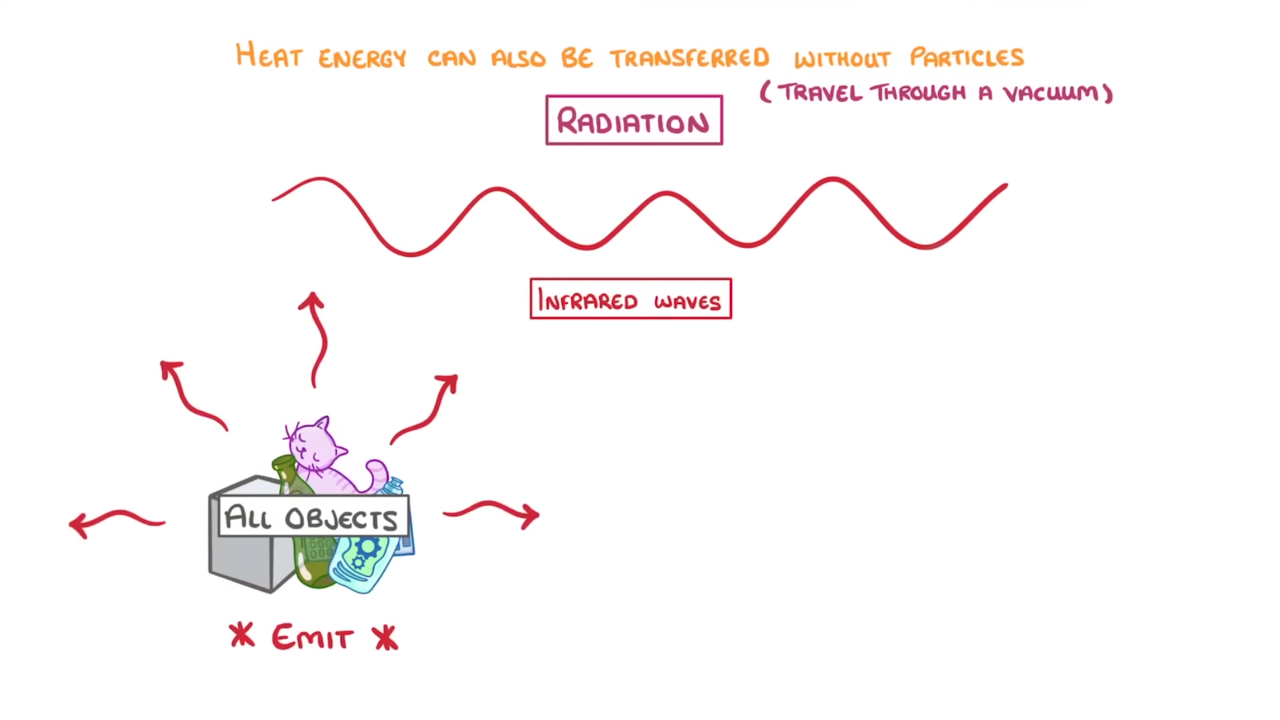 HEAT ENERGY CAN ALSO BE TRANSFERRED WITHOUT PARTICLES
(TRAVEL THROUGH A VACUUM)
RADIATION
INFRARED WAVES
ALL OBJECTS
* EMIT *